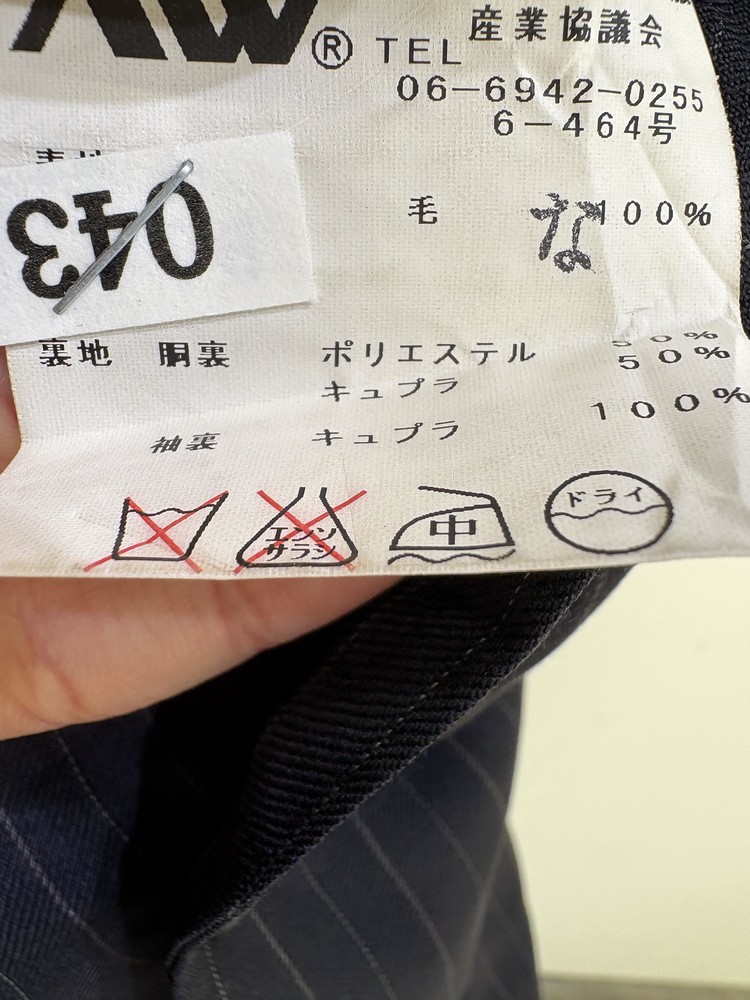 ® TEL 産業協議会
06-6942-0255
6-464号
毛 な 100%
043
裏地 胴裏 ポリエステル 50%
キュプラ 50%
袖裏 キュプラ 100%
エンソ
サラシ
中
ドライ